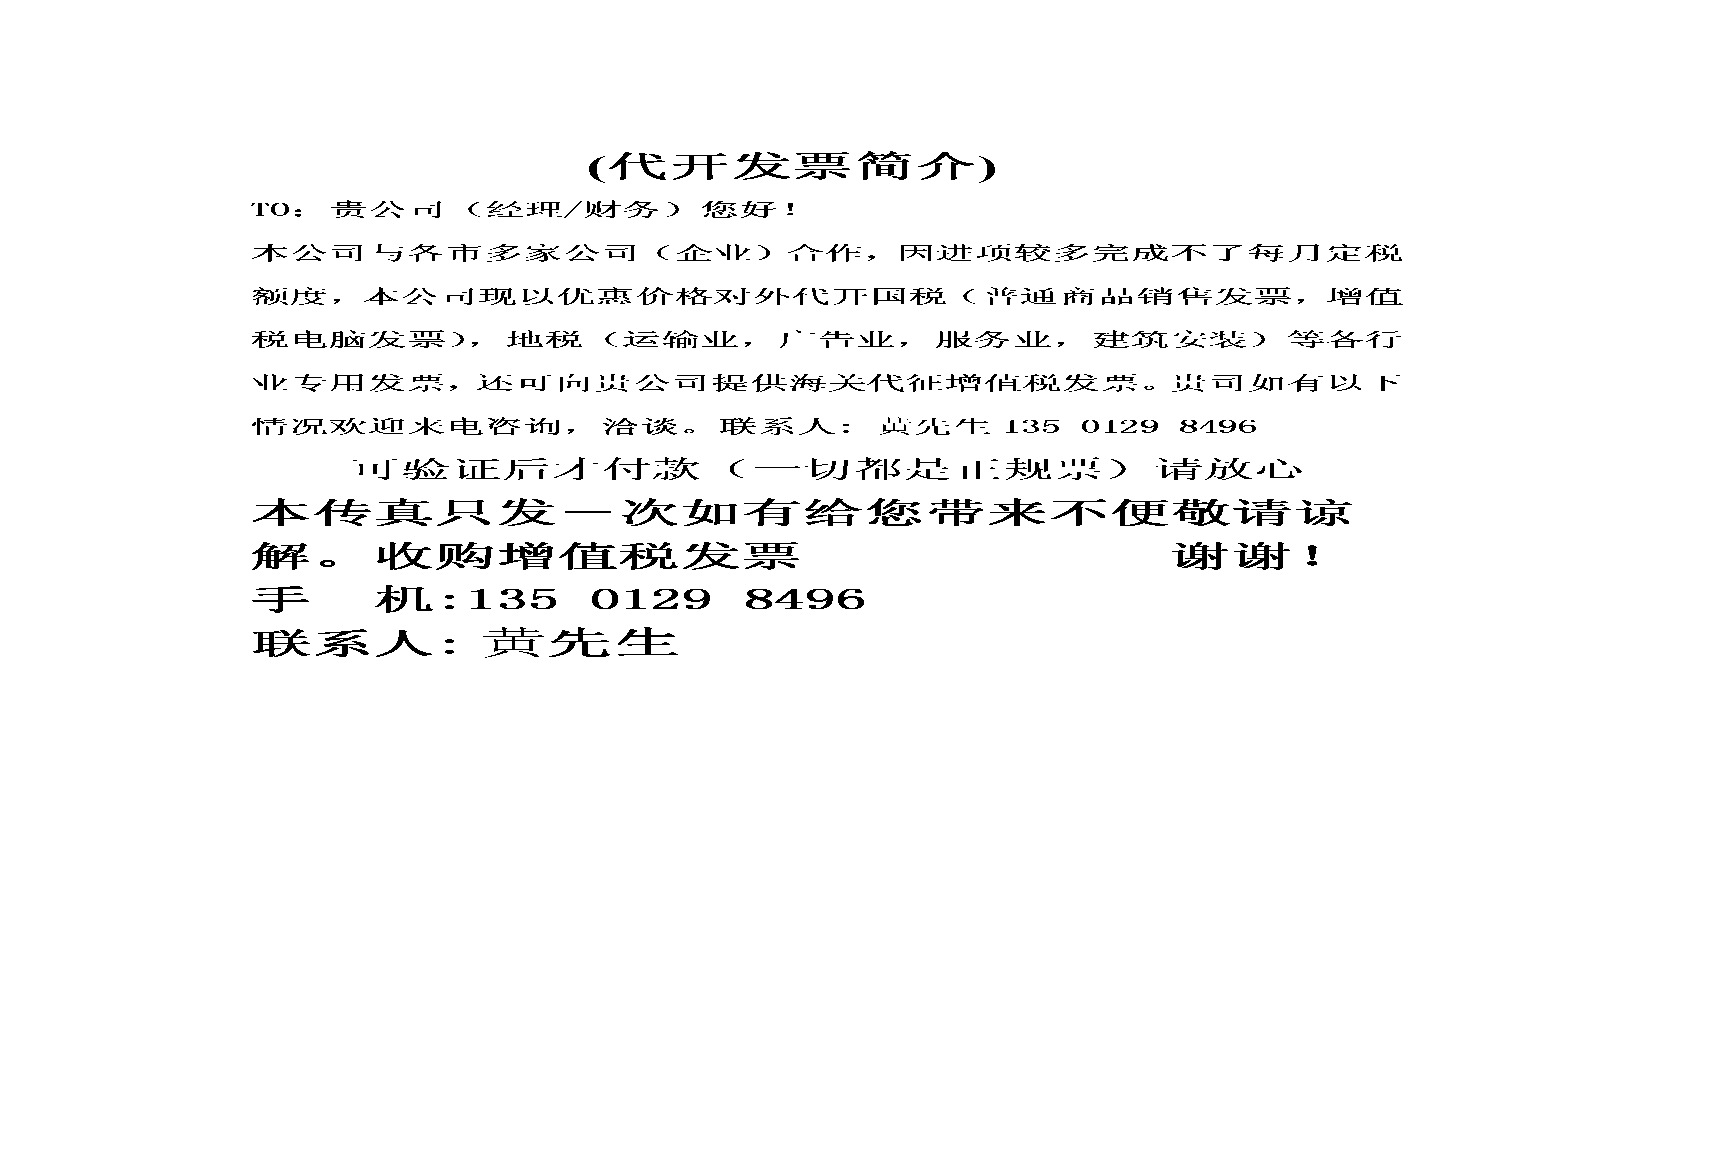 (代开发票简介)
TO：贵公司（经理/财务）您好！
本公司与各市多家公司（企业）合作，因进项较多完成不了每月定税
额度，本公司现以优惠价格对外代开国税（普通商品销售发票，增值
税电脑发票），地税（运输业，广告业，服务业，建筑安装）等各行
业专用发票，还可向贵公司提供海关代征增值税发票。贵司如有以下
情况欢迎来电咨询，洽谈。联系人：黄先生 135 0129 8496
可验证后才付款（一切都是正规票）请放心
本传真只发一次如有给您带来不便敬请谅
解。收购增值税发票 谢谢！
手 机:135 0129 8496
联系人：黄先生